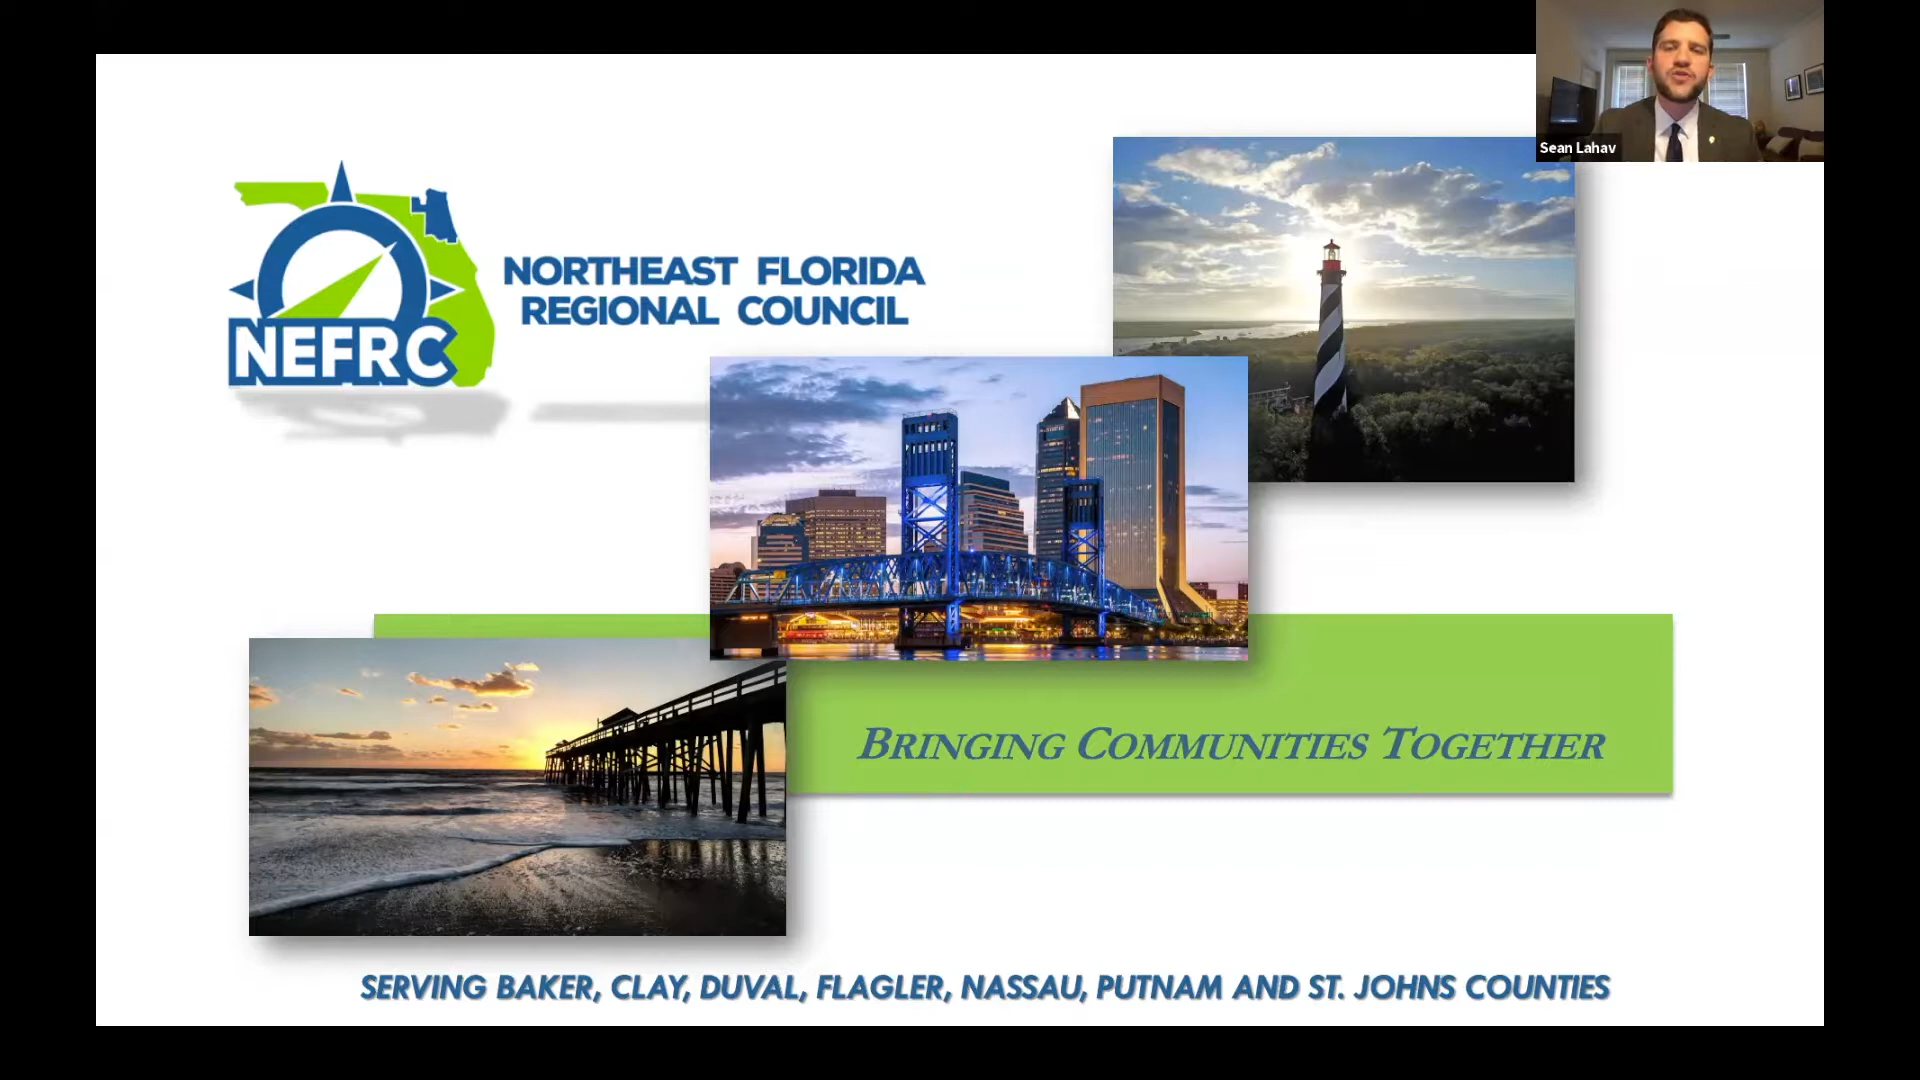 Sean Lahav
NORTHEAST FLORIDA
REGIONAL COUNCIL
NEFRC
BRINGING COMMUNITIES TOGETHER
SERVING BAKER, CLAY, DUVAL, FLAGLER, NASSAU, PUTNAM AND ST. JOHNS COUNTIES